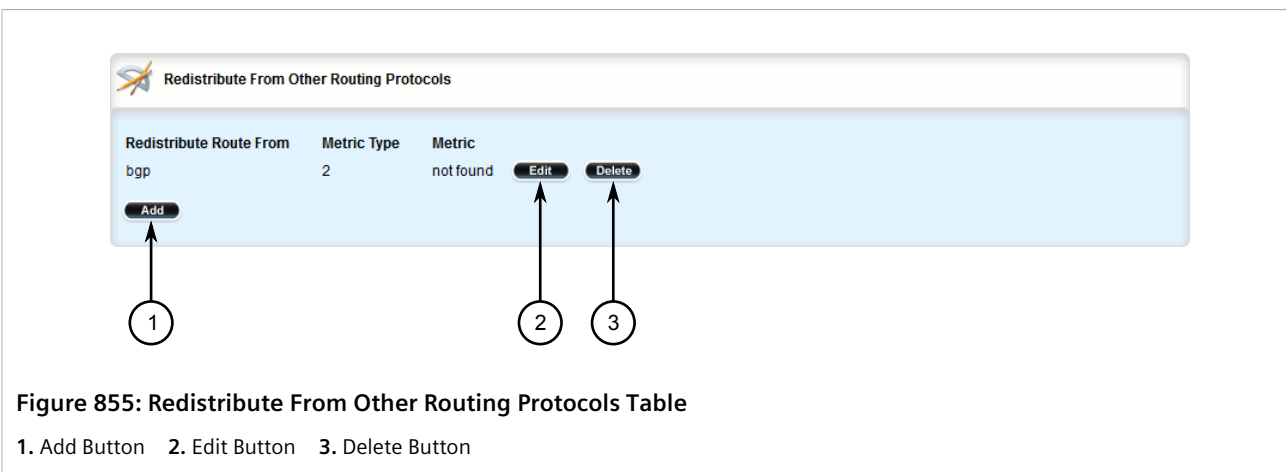 Redistribute From Other Routing Protocols
Redistribute Route From Metric Type Metric
bgp 2 not found Edit Delete
Add
1 2 3
Figure 855: Redistribute From Other Routing Protocols Table
1. Add Button 2. Edit Button 3. Delete Button